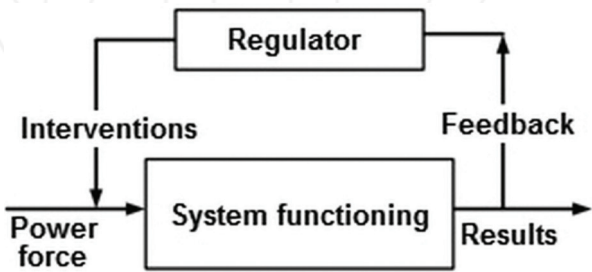 Regulator
Interventions
Feedback
System functioning
Power
force
Results